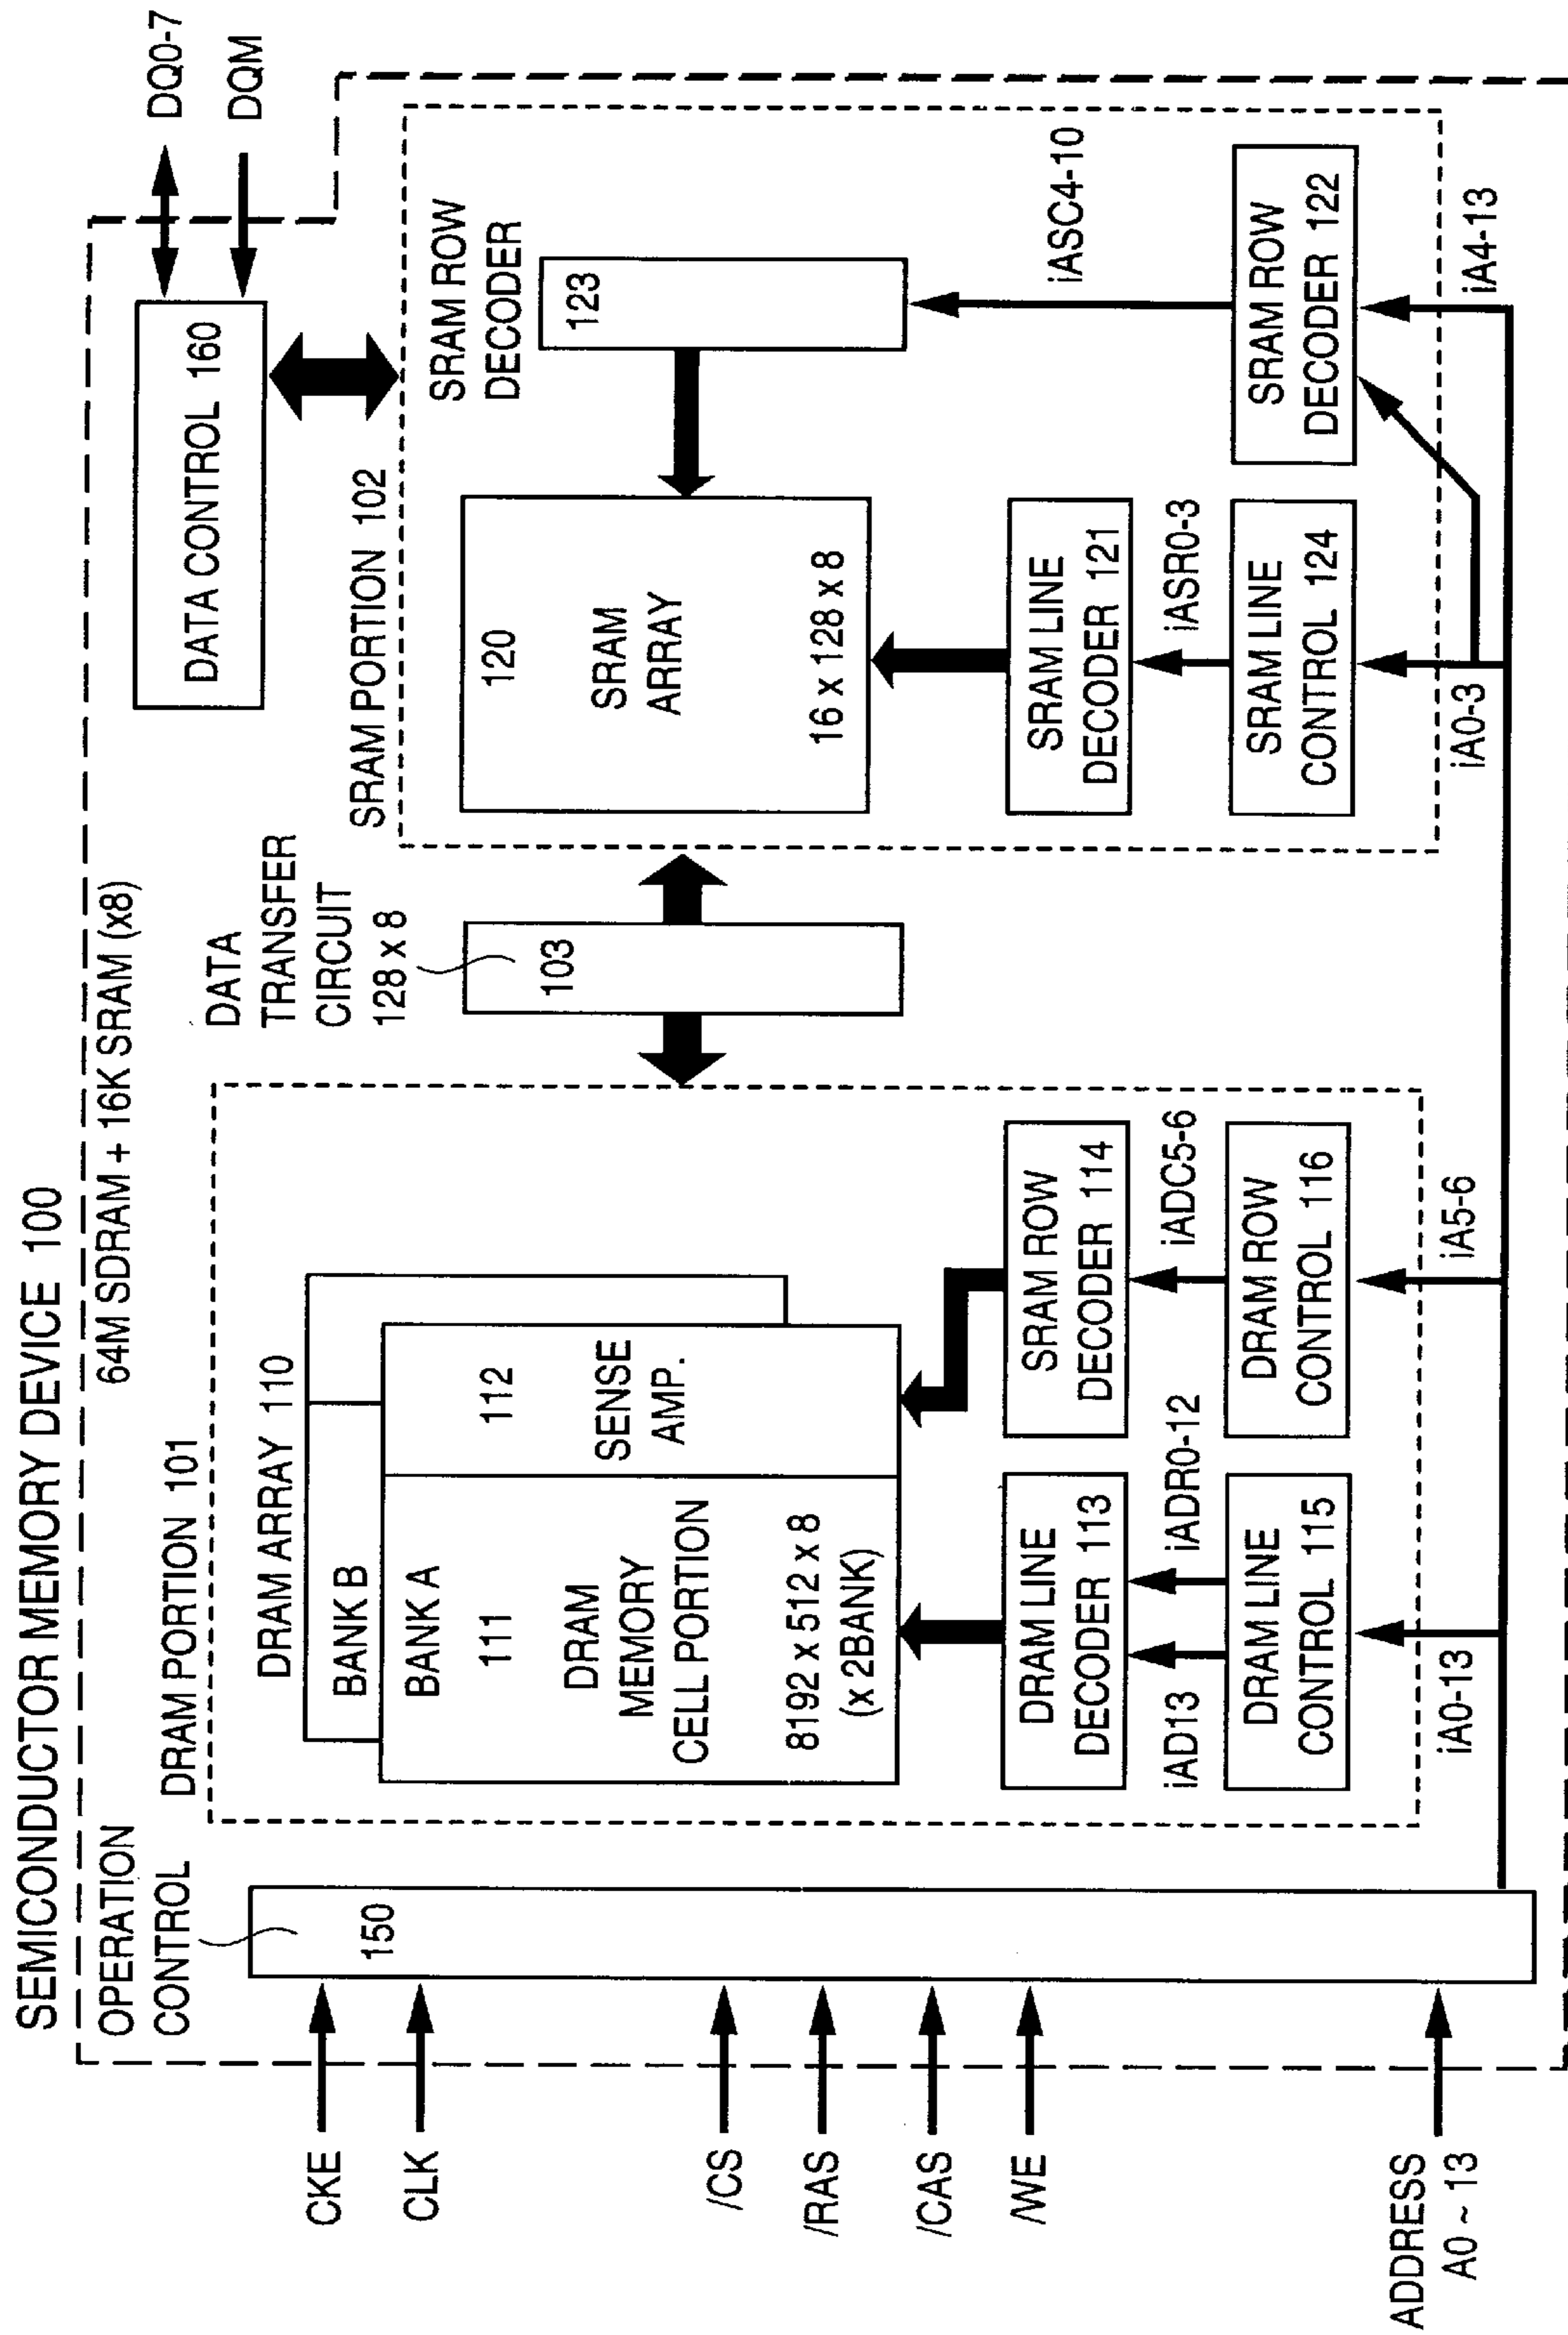 SEMICONDUCTOR MEMORY DEVICE 100
64M SDRAM + 16K SRAM (x8)
OPERATION
CONTROL
150
CKE
CLK
/CS
/RAS
/CAS
/WE
ADDRESS
A0 ~ 13
DRAM PORTION 101
DRAM ARRAY 110
BANK B
BANK A
111
DRAM
MEMORY
CELL PORTION
8192 x 512 x 8
(x 2BANK)
112
SENSE
AMP.
DRAM LINE
DECODER 113
SRAM ROW
DECODER 114
iAD13
iADR0-12
iADC5-6
DRAM LINE
CONTROL 115
DRAM ROW
CONTROL 116
iA0-13
iA5-6
DATA
TRANSFER
CIRCUIT
128 x 8
103
SRAM PORTION 102
120
SRAM
ARRAY
16 x 128 x 8
SRAM ROW
DECODER
123
SRAM LINE
DECODER 121
iASR0-3
iASC4-10
SRAM LINE
CONTROL 124
SRAM ROW
DECODER 122
iA0-3
iA4-13
DATA CONTROL 160
DQ0-7
DQM